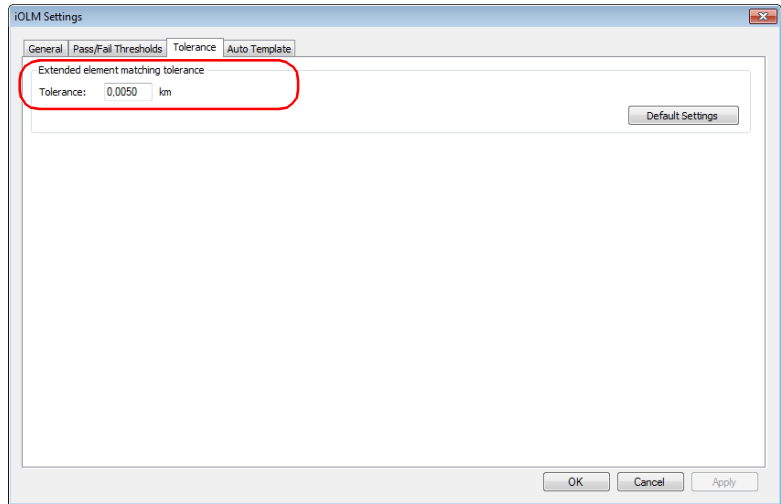 iOLM Settings
General Pass/Fail Thresholds Tolerance Auto Template
Extended element matching tolerance
Tolerance: 0,0050 km
Default Settings
OK Cancel Apply